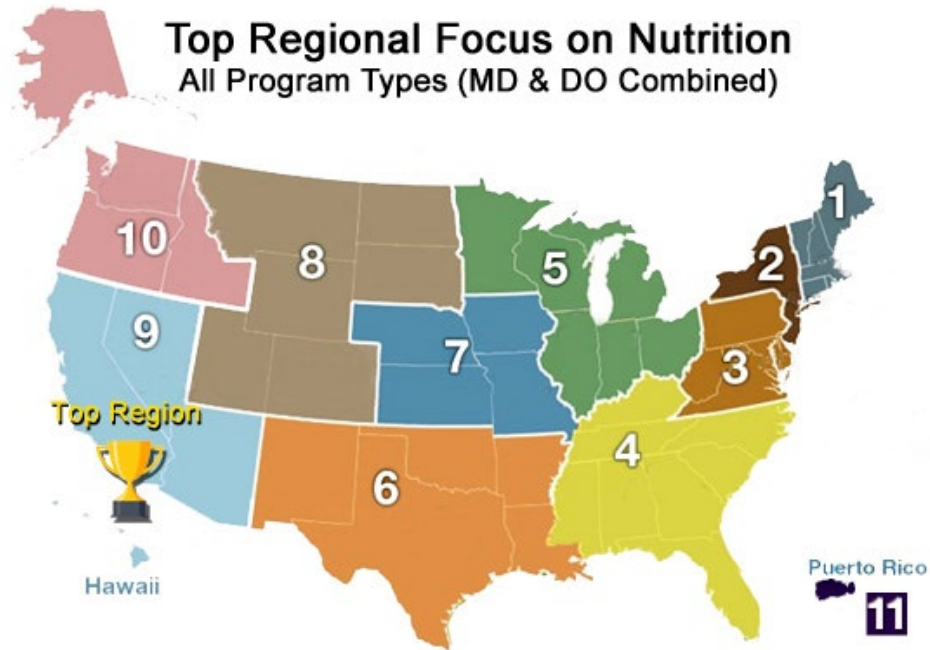 Top Regional Focus on Nutrition
All Program Types (MD & DO Combined)
1
10
8
5
2
9
7
3
Top Region
4
6
Hawaii
Puerto Rico
11